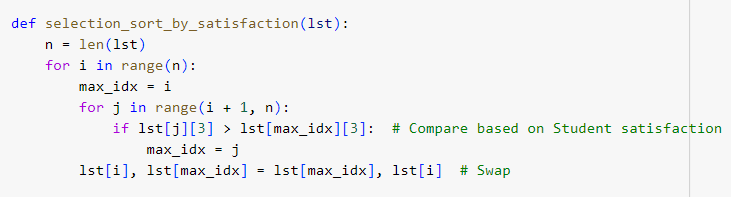 def selection_sort_by_satisfaction(lst):
    n = len(lst)
    for i in range(n):
        max_idx = i
        for j in range(i + 1, n):
            if lst[j][3] > lst[max_idx][3]:  # Compare based on Student satisfaction
                max_idx = j
        lst[i], lst[max_idx] = lst[max_idx], lst[i]  # Swap